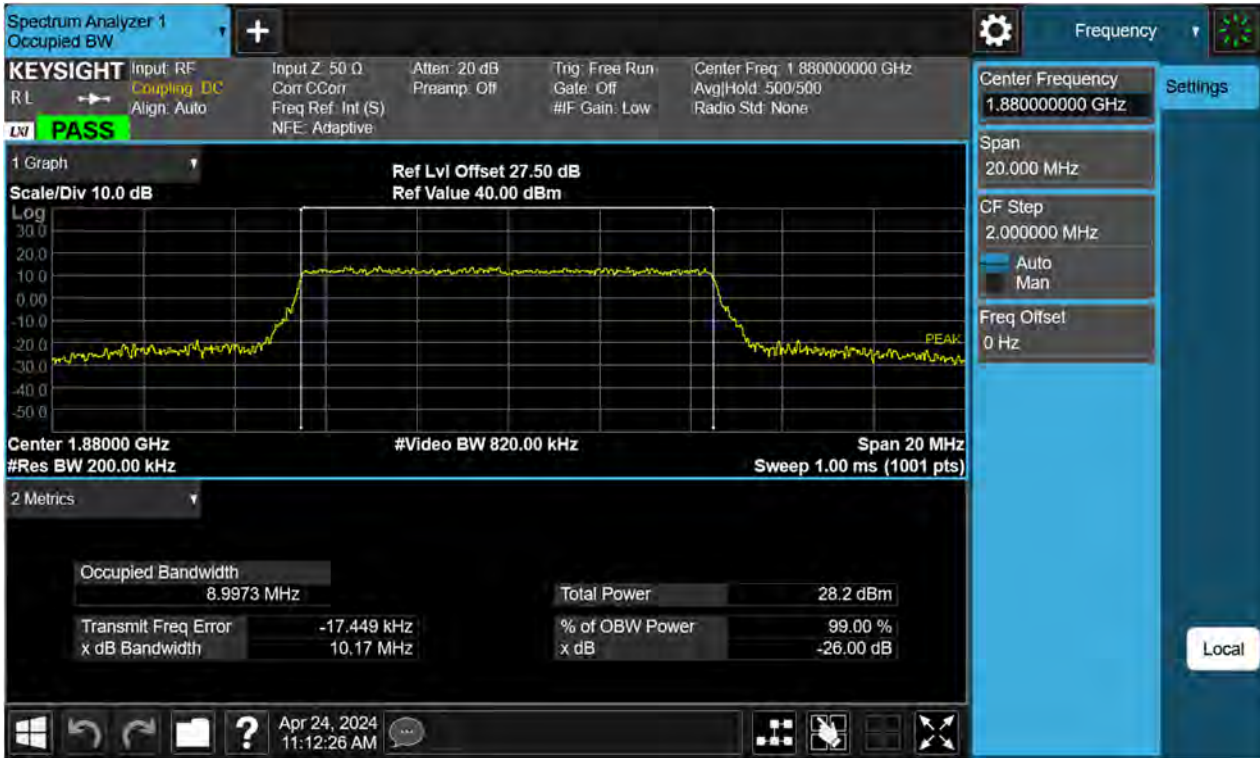 Spectrum Analyzer 1
Occupied BW
+
Frequency
KEYSIGHT
R L
LXI
PASS
Input: RF
Coupling: DC
Align: Auto
Input Z: 50 Ω
Corr CCorr
Freq Ref: Int (S)
NFE: Adaptive
Atten: 20 dB
Preamp: Off
Trig: Free Run
Gate: Off
#IF Gain: Low
Center Freq: 1.880000000 GHz
Avg|Hold: 500/500
Radio Std: None
Center Frequency
1.880000000 GHz
Settings
Span
20.000 MHz
CF Step
2.000000 MHz
Auto
Man
Freq Offset
0 Hz
Local
1 Graph
Scale/Div 10.0 dB
Ref Lvl Offset 27.50 dB
Ref Value 40.00 dBm
Log
30.0
20.0
10.0
0.00
-10.0
-20.0
-30.0
-40.0
-50.0
PEAK
Center 1.88000 GHz
#Video BW 820.00 kHz
Span 20 MHz
#Res BW 200.00 kHz
Sweep 1.00 ms (1001 pts)
2 Metrics
Occupied Bandwidth
8.9973 MHz
Total Power 28.2 dBm
Transmit Freq Error -17.449 kHz
% of OBW Power 99.00 %
x dB Bandwidth 10.17 MHz
x dB -26.00 dB
?
Apr 24, 2024
11:12:26 AM